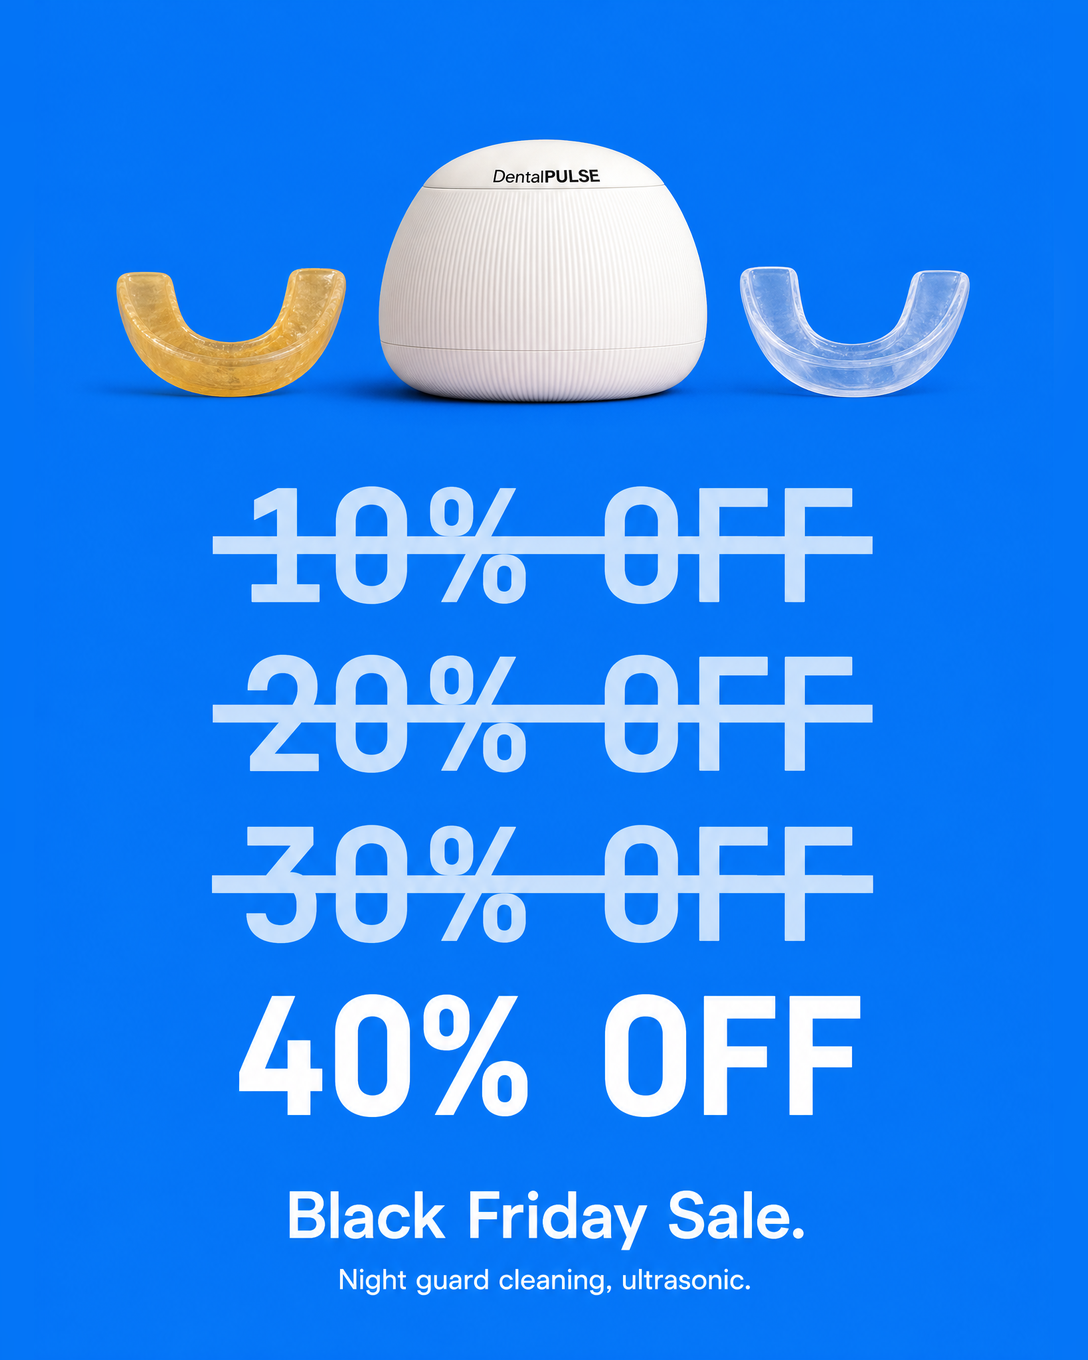 DentalPULSE
10% OFF
20% OFF
30% OFF
40% OFF
Black Friday Sale.
Night guard cleaning, ultrasonic.